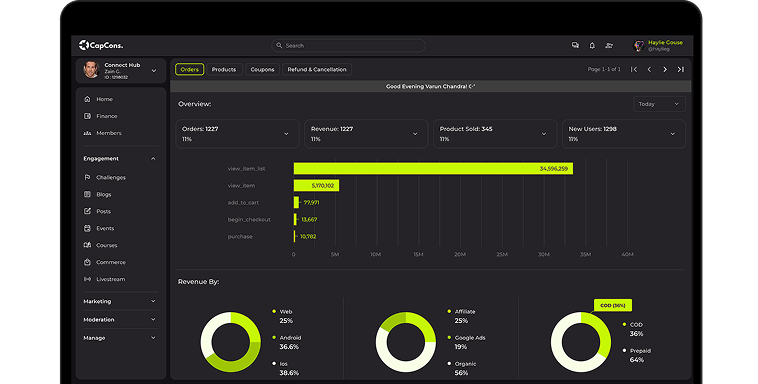 CapCons.
Search
Haylie Gouse
Connect Hub
Zain G.
ID : 1298032
Orders
Products
Coupons
Refund & Cancellation
Page 1-1 of 1
Good Evening Varun Chandra!
Home
Finance
Members
Engagement
Challenges
Blogs
Posts
Events
Courses
Commerce
Livestream
Marketing
Moderation
Manage
Overview:
Today
Orders: 1227
11%
Revenue: 1227
11%
Product Sold: 345
11%
New Users: 1298
11%
view_item_list
34,596,259
view_item
5,170,102
add_to_cart
77,971
begin_checkout
13,667
purchase
10,782
0 5M 10M 15M 20M 25M 30M 35M 40M
Revenue By:
Web
25%
Android
36.6%
Ios
38.6%
Affiliate
25%
Google Ads
19%
Organic
56%
COD (36%)
COD
36%
Prepaid
64%